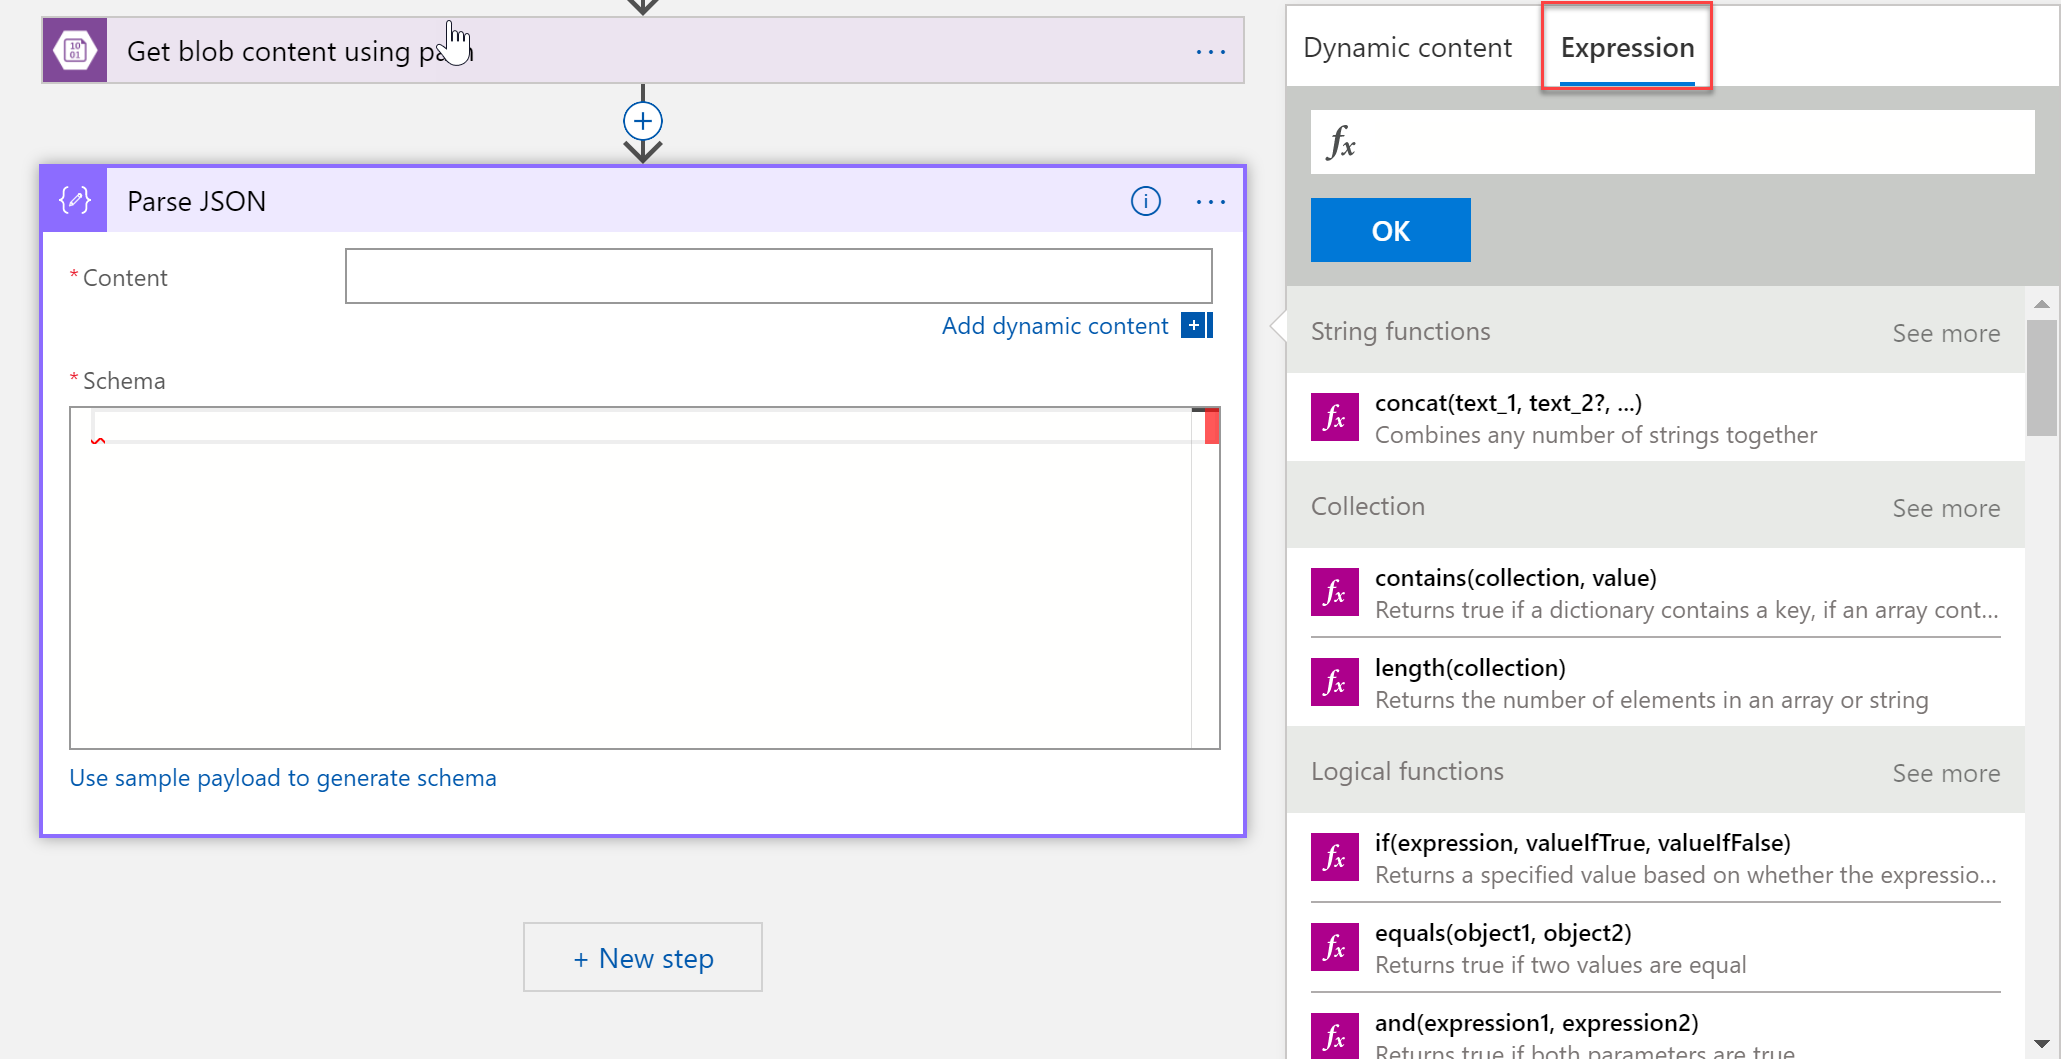 Get blob content using pa
Parse JSON
* Content
Add dynamic content
* Schema
Use sample payload to generate schema
+ New step
Dynamic content
Expression
fx
OK
String functions
See more
fx
concat(text_1, text_2?, ...)
Combines any number of strings together
Collection
See more
fx
contains(collection, value)
Returns true if a dictionary contains a key, if an array cont...
fx
length(collection)
Returns the number of elements in an array or string
Logical functions
See more
fx
if(expression, valueIfTrue, valueIfFalse)
Returns a specified value based on whether the expressio...
fx
equals(object1, object2)
Returns true if two values are equal
fx
and(expression1, expression2)
Returns true if both parameters are true